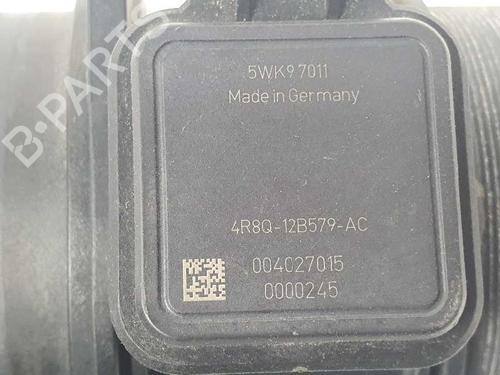 5WK9 7011
Made in Germany
4R8Q-12B579-AC
004027015
0000245
B-PARTS